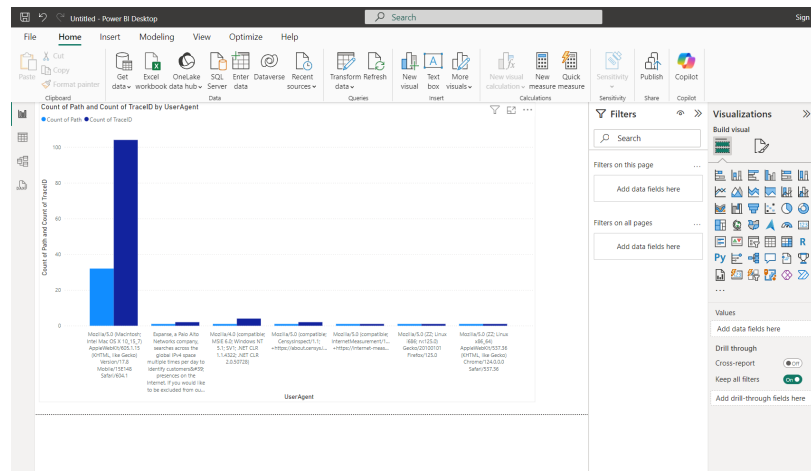 Untitled - Power BI Desktop
Search
Sign
File Home Insert Modeling View Optimize Help
Paste
Cut
Copy
Format painter
Get data
Excel workbook
OneLake data hub
SQL Server
Enter data
Dataverse
Recent sources
Transform data
Refresh
New visual
Text box
More visuals
New visual calculation
New measure
Quick measure
Sensitivity
Publish
Copilot
Clipboard
Data
Queries
Insert
Calculations
Sensitivity
Share
Copilot
Count of Path and Count of TraceID by UserAgent
Count of Path Count of TraceID
Count of Path and Count of TraceID
100
80
60
40
20
0
Mozilla/5.0 (Macintosh;
Intel Mac OS X 10_15_7)
AppleWebKit/605.1.15
(KHTML, like Gecko)
Version/17.8
Mobile/15E148
Safari/604.1
Expanse, a Palo Alto
Networks company,
searches across the
global IPv4 space
multiple times per day to
identify customers&#39;
presences on the
Internet. If you would like
to be excluded from ou...
Mozilla/4.0 (compatible;
MSIE 6.0; Windows NT
5.1; SV1; .NET CLR
1.1.4322; .NET CLR
2.0.50728)
Mozilla/5.0 (compatible;
CensysInspect/1.1;
+https://about.censys.i...
Mozilla/5.0 (compatible;
InternetMeasurement/1...
+https://internet-meas...
Mozilla/5.0 (ZZ; Linux
i686; rv:125.0)
Gecko/20100101
Firefox/125.0
Mozilla/5.0 (ZZ; Linux
x86_64)
AppleWebKit/537.36
(KHTML, like Gecko)
Chrome/124.0.0.0
Safari/537.36
UserAgent
Filters
Search
Filters on this page
...
Add data fields here
Filters on all pages
...
Add data fields here
Visualizations
Build visual
R
Py
...
Values
Add data fields here
Drill through
Cross-report
Off
Keep all filters
On
Add drill-through fields here